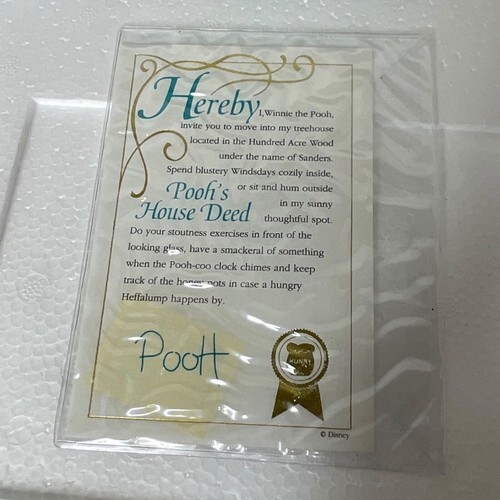 Hereby I, Winnie the Pooh,
invite you to move into my treehouse
located in the Hundred Acre Wood
under the name of Sanders.
Spend blustery Windsdays cozily inside,
or sit and hum outside
in my sunny
thoughtful spot.
Pooh's
House Deed
Do your stoutness exercises in front of the
looking glass, have a smackeral of something
when the Pooh-coo clock chimes and keep
track of the honey pots in case a hungry
Heffalump happens by.
PooH
HUNNY
© Disney